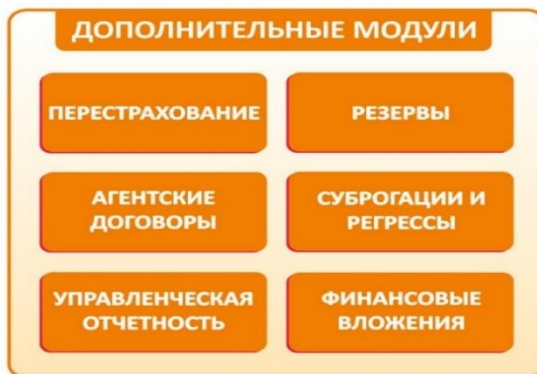 ДОПОЛНИТЕЛЬНЫЕ МОДУЛИ
ПЕРЕСТРАХОВАНИЕ
РЕЗЕРВЫ
АГЕНТСКИЕ
ДОГОВОРЫ
СУБРОГАЦИИ И
РЕГРЕССЫ
УПРАВЛЕНЧЕСКАЯ
ОТЧЕТНОСТЬ
ФИНАНСОВЫЕ
ВЛОЖЕНИЯ